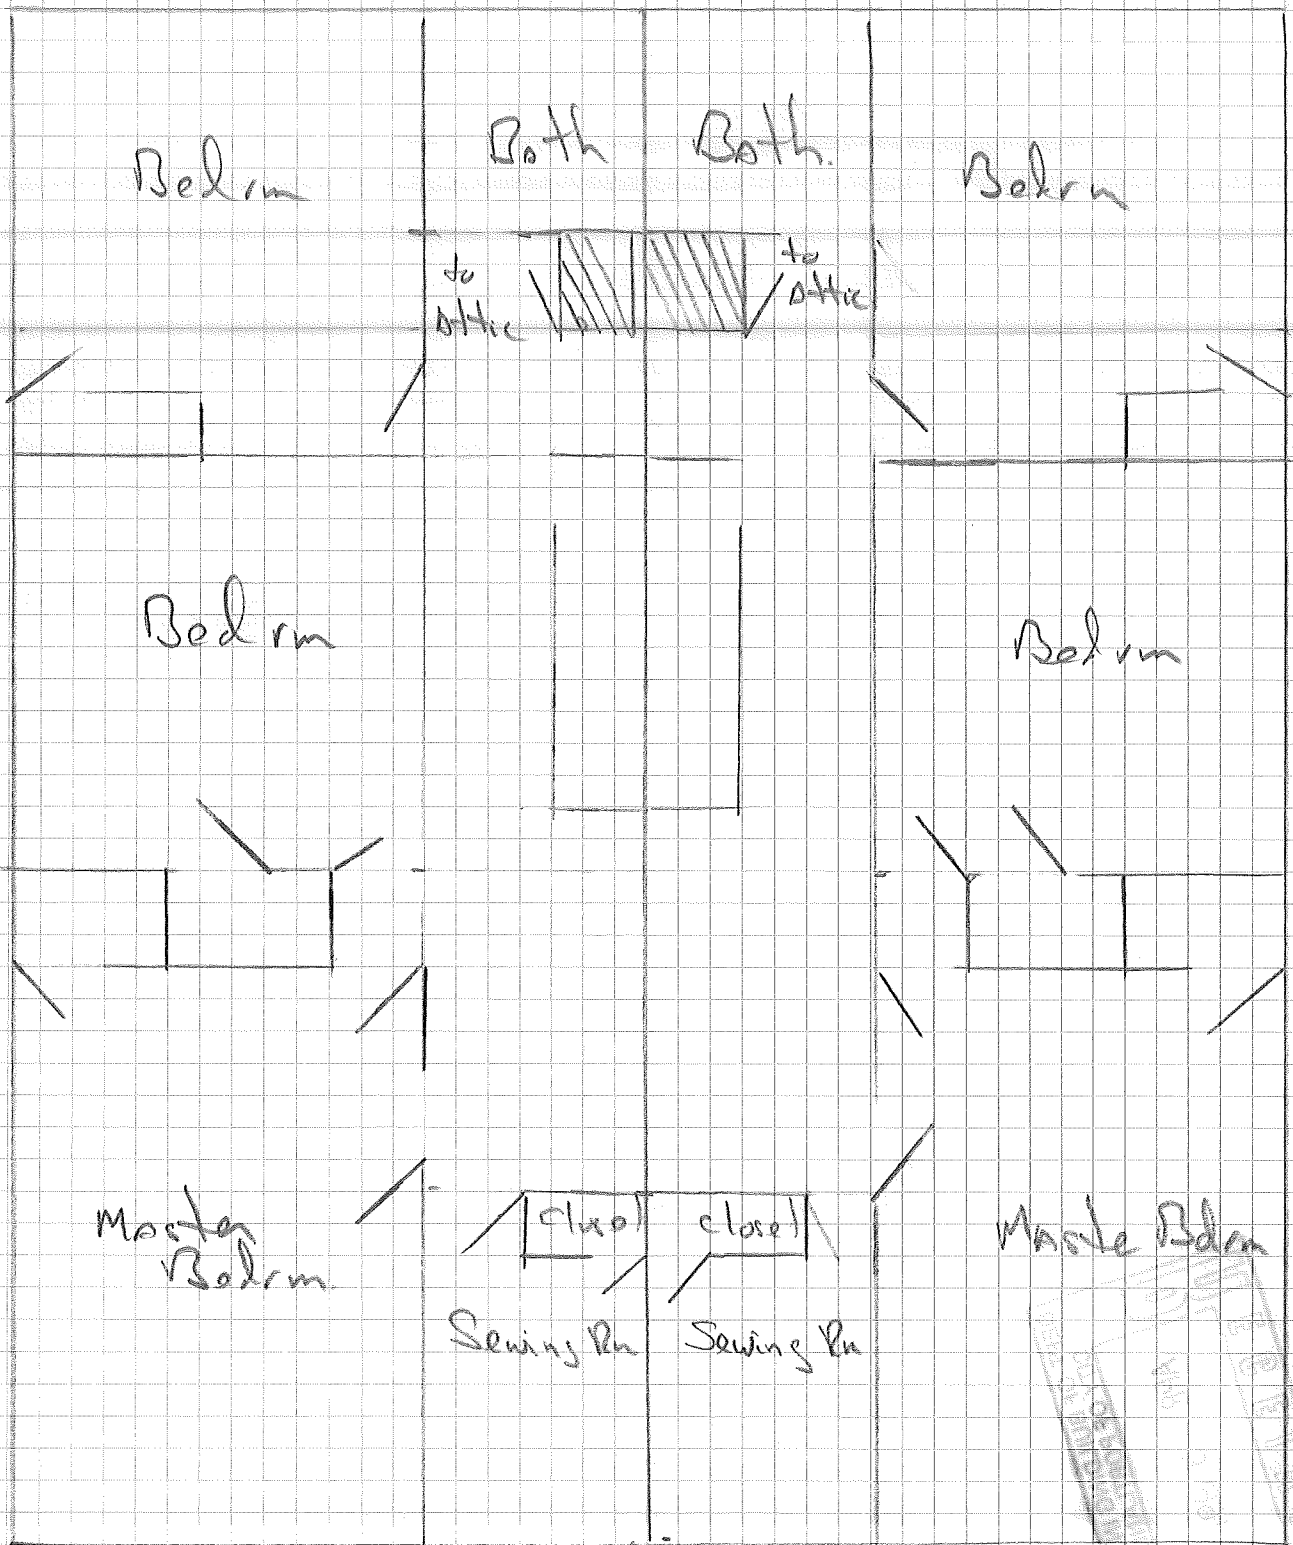 Bedrm
Bath
Bath.
Bedrm
to
Attic
to
Attic
Bedrm
Bedrm
Master
Bedrm.
closet
closet
Maste Bdrm
Sewing Rm
Sewing Rm